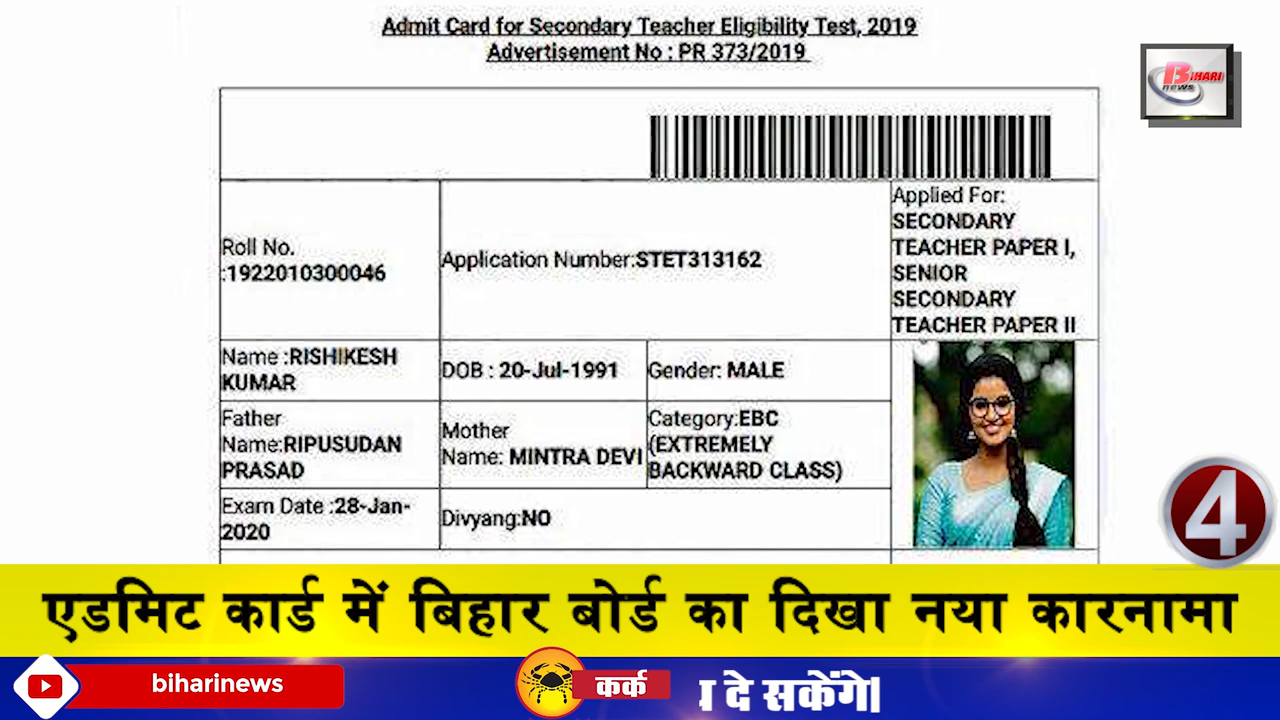 Admit Card for Secondary Teacher Eligibility Test, 2019
Advertisement No : PR 373/2019
BIHARI
news
Roll No.
:1922010300046
Application Number:STET313162
Applied For:
SECONDARY
TEACHER PAPER I,
SENIOR
SECONDARY
TEACHER PAPER II
Name :RISHIKESH
KUMAR
DOB : 20-Jul-1991
Gender: MALE
Father
Name:RIPUSUDAN
PRASAD
Mother
Name: MINTRA DEVI
Category:EBC
(EXTREMELY
BACKWARD CLASS)
Exam Date :28-Jan-
2020
Divyang:NO
4
एडमिट कार्ड में बिहार बोर्ड का दिखा नया कारनामा
biharinews
कर्क
दे सकेंगे।